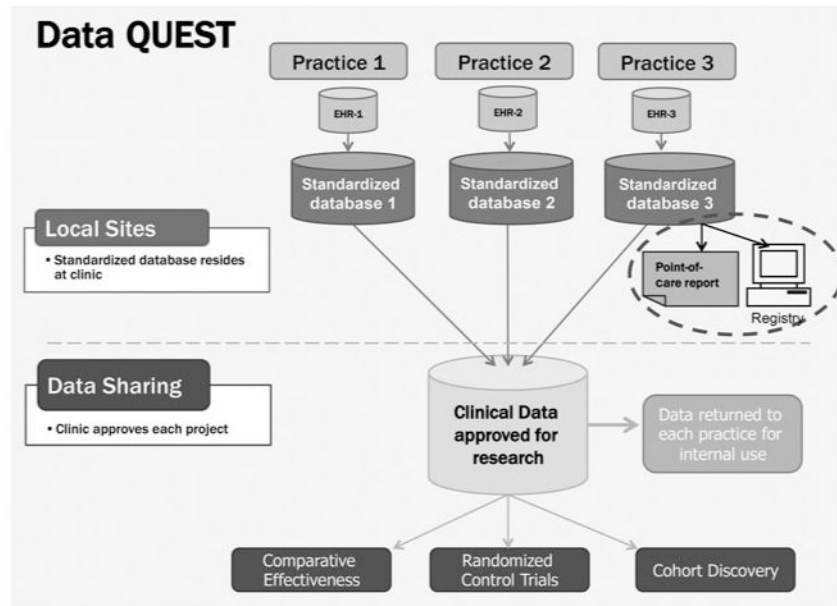 Data QUEST
Practice 1
Practice 2
Practice 3
EHR-1
EHR-2
EHR-3
Standardized
database 1
Standardized
database 2
Standardized
database 3
Local Sites
• Standardized database resides
at clinic
Point-of-
care report
Registry
Data Sharing
• Clinic approves each project
Clinical Data
approved for
research
Data returned to
each practice for
internal use
Comparative
Effectiveness
Randomized
Control Trials
Cohort Discovery